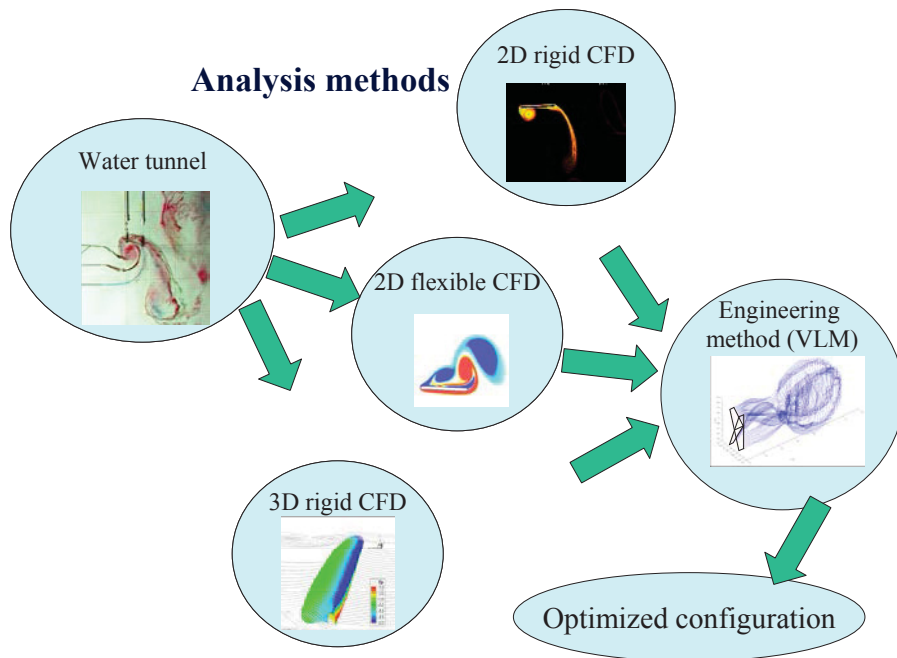 Analysis methods
2D rigid CFD
Water tunnel
2D flexible CFD
Engineering
method (VLM)
3D rigid CFD
Optimized configuration